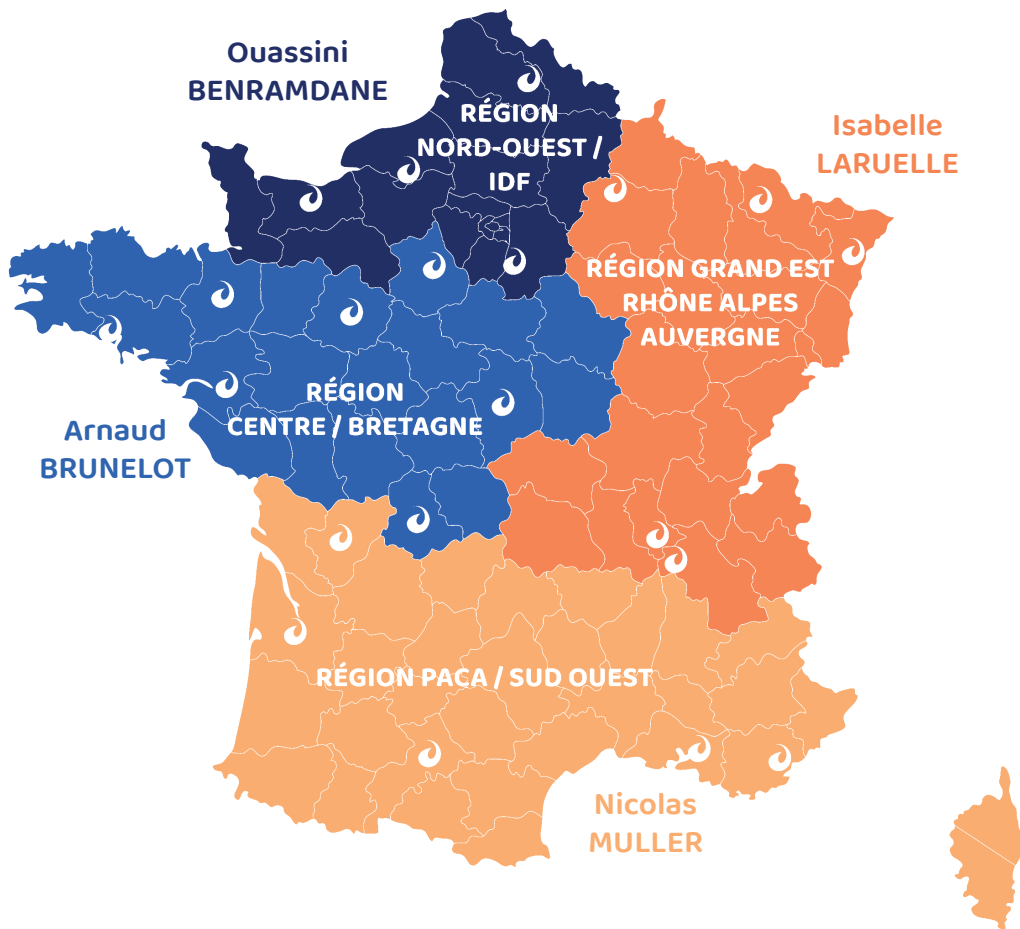 Ouassini
BENRAMDANE
RÉGION
NORD-OUEST /
IDF
Isabelle
LARUELLE
RÉGION GRAND EST
RHÔNE ALPES
AUVERGNE
RÉGION
CENTRE / BRETAGNE
Arnaud
BRUNELOT
RÉGION PACA / SUD OUEST
Nicolas
MULLER